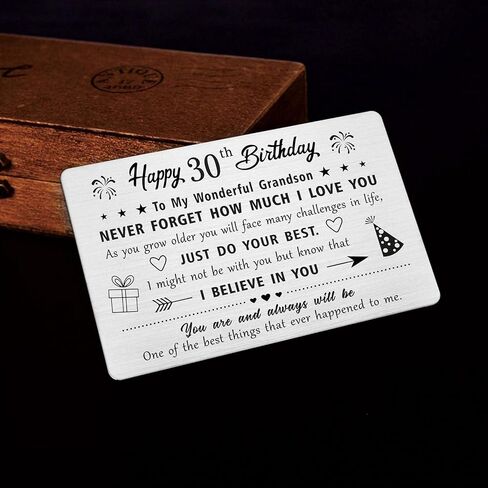 Happy 30th Birthday
To My Wonderful Grandson
NEVER FORGET HOW MUCH I LOVE YOU
As you grow older you will face many challenges in life,
JUST DO YOUR BEST.
I might not be with you but know that
I BELIEVE IN YOU
You are and always will be
One of the best things that ever happened to me.